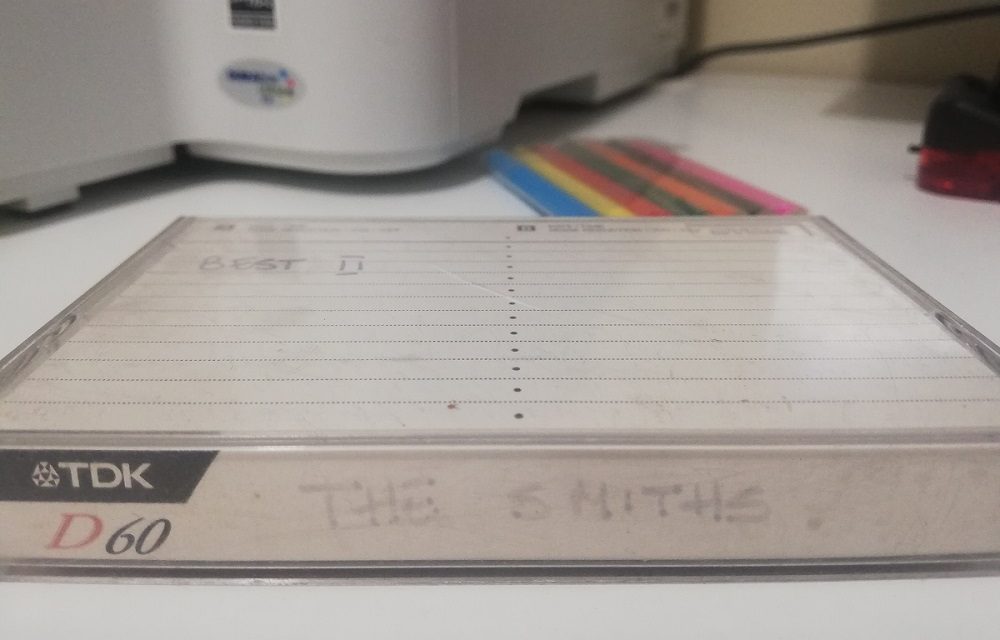 B
BEST II
TDK
D60
THE SMITHS.